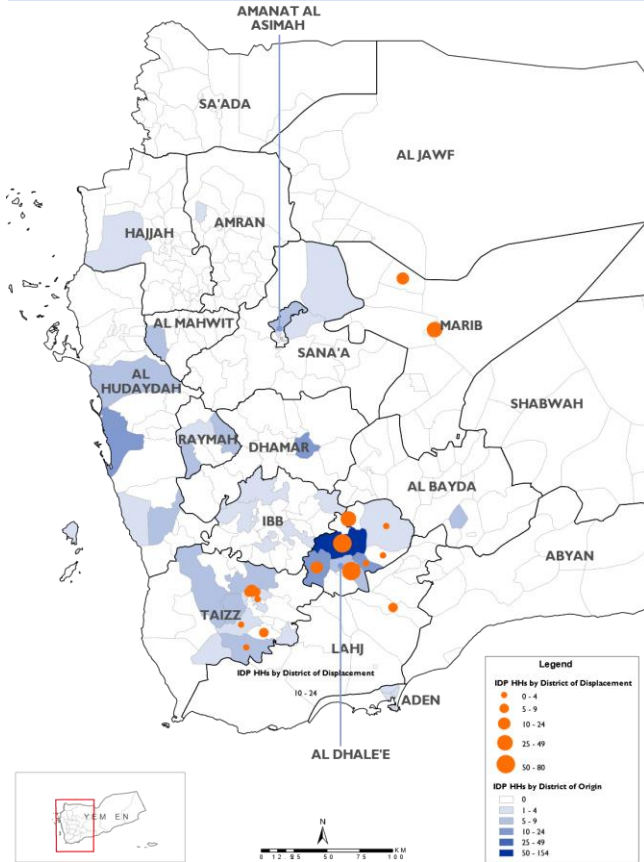 AMANAT AL
ASIMAH
SA'ADA
AL JAWF
HAJJAH
AMRAN
AL MAHWIT
MARIB
SANA'A
AL
HUDAYDAH
SHABWAH
RAYMAH
DHAMAR
AL BAYDA
IBB
ABYAN
TAIZZ
LAHJ
IDP HHs by District of Displacement
10 - 24
ADEN
AL DHALE'E
Legend
IDP HHs by District of Displacement
0 - 4
5 - 9
10 - 24
25 - 49
50 - 80
IDP HHs by District of Origin
0
1 - 4
5 - 9
10 - 24
25 - 49
50 - 154
YEM EN
N
0 12.5 25 50 100
KM